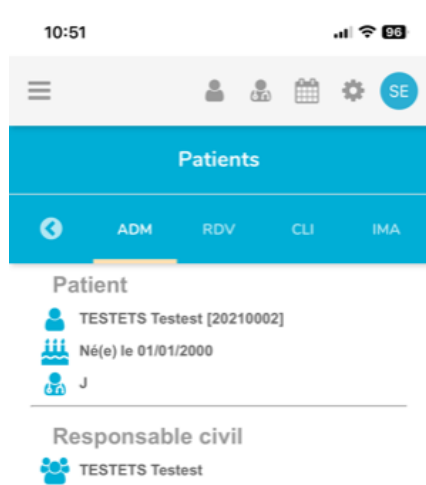 10:51
96
SE
Patients
ADM RDV CLI IMA
Patient
TESTETS Testest [20210002]
Né(e) le 01/01/2000
J
Responsable civil
TESTETS Testest